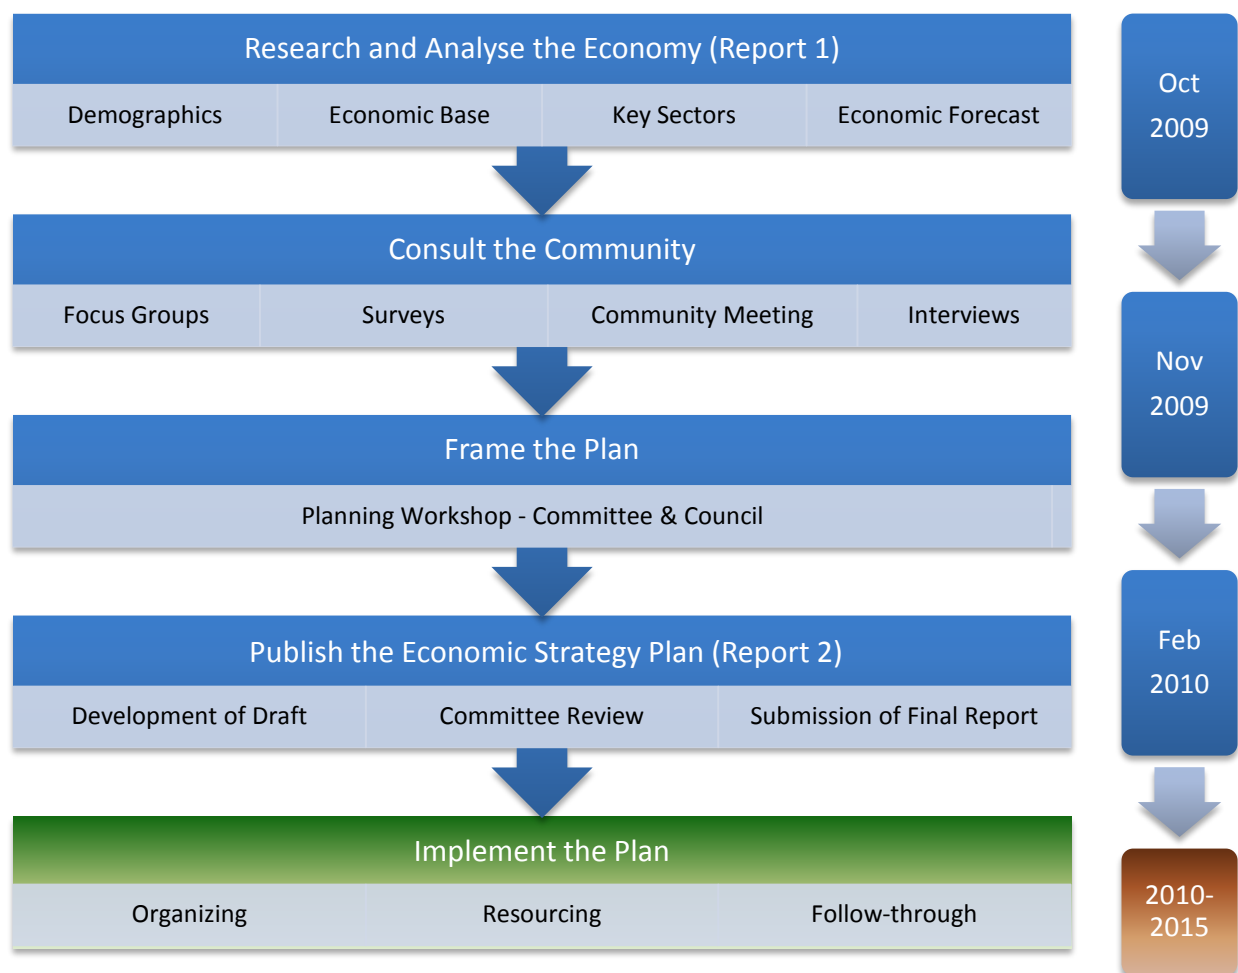 Research and Analyse the Economy (Report 1)
Demographics
Economic Base
Key Sectors
Economic Forecast
Consult the Community
Focus Groups
Surveys
Community Meeting
Interviews
Frame the Plan
Planning Workshop - Committee & Council
Publish the Economic Strategy Plan (Report 2)
Development of Draft
Committee Review
Submission of Final Report
Implement the Plan
Organizing
Resourcing
Follow-through
Oct
2009
Nov
2009
Feb
2010
2010-
2015